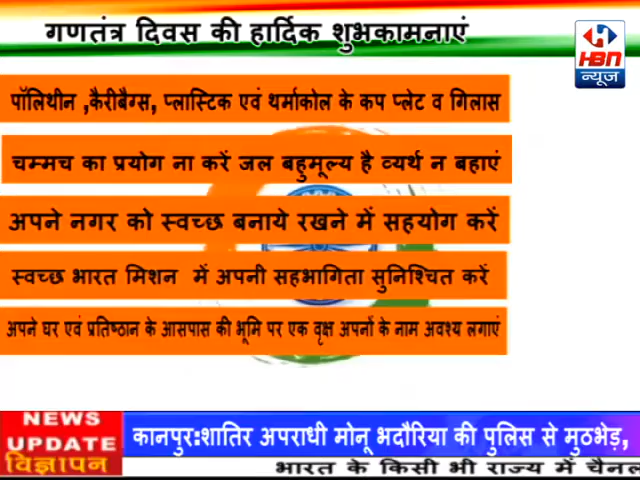 गणतंत्र दिवस की हार्दिक शुभकामनाएं
HBN
न्यूज
पॉलिथीन ,कैरीबैग्स, प्लास्टिक एवं थर्माकोल के कप प्लेट व गिलास
चम्मच का प्रयोग ना करें जल बहुमूल्य है व्यर्थ न बहाएं
अपने नगर को स्वच्छ बनाये रखने में सहयोग करें
स्वच्छ भारत मिशन में अपनी सहभागिता सुनिश्चित करें
अपने घर एवं प्रतिष्ठान के आसपास की भूमि पर एक वृक्ष अपनों के नाम अवश्य लगाएं
NEWS
UPDATE
विज्ञापन
कानपुर:शातिर अपराधी मोनू भदौरिया की पुलिस से मुठभेड़,
भारत के किसी भी राज्य में चैनल